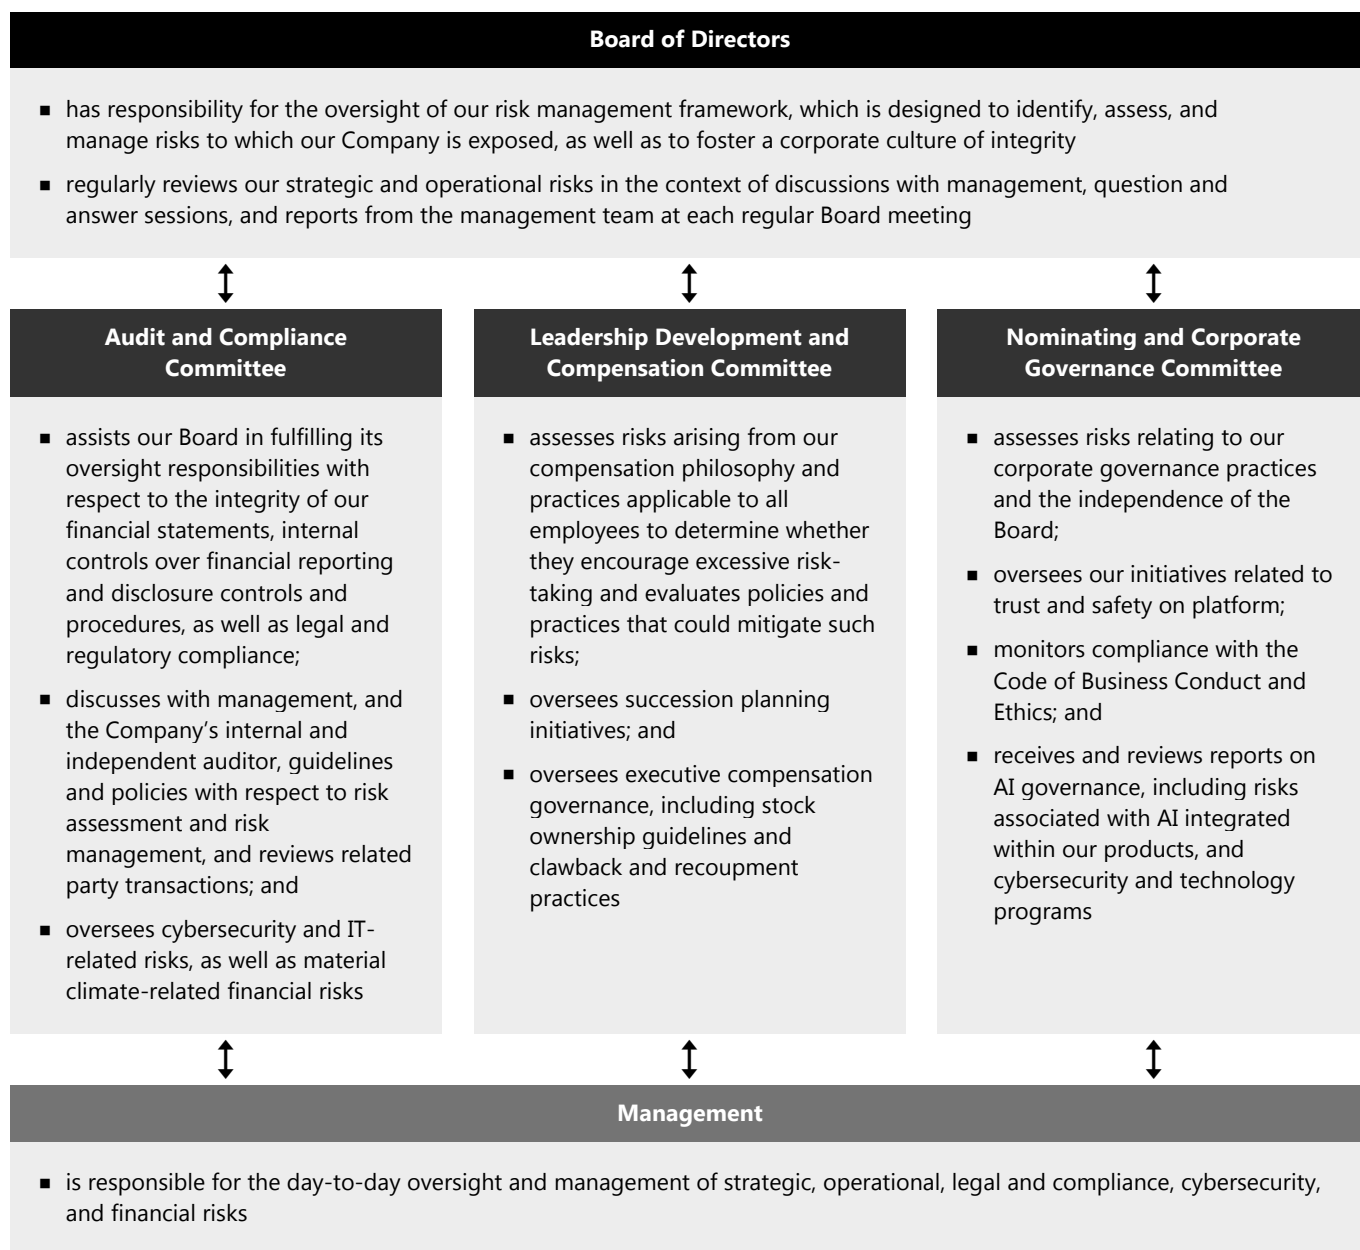 Board of Directors
▪ has responsibility for the oversight of our risk management framework, which is designed to identify, assess, and
manage risks to which our Company is exposed, as well as to foster a corporate culture of integrity
▪ regularly reviews our strategic and operational risks in the context of discussions with management, question and
answer sessions, and reports from the management team at each regular Board meeting
Audit and Compliance
Committee
▪ assists our Board in fulfilling its
oversight responsibilities with
respect to the integrity of our
financial statements, internal
controls over financial reporting
and disclosure controls and
procedures, as well as legal and
regulatory compliance;
▪ discusses with management, and
the Company’s internal and
independent auditor, guidelines
and policies with respect to risk
assessment and risk
management, and reviews related
party transactions; and
▪ oversees cybersecurity and IT-
related risks, as well as material
climate-related financial risks
Leadership Development and
Compensation Committee
▪ assesses risks arising from our
compensation philosophy and
practices applicable to all
employees to determine whether
they encourage excessive risk-
taking and evaluates policies and
practices that could mitigate such
risks;
▪ oversees succession planning
initiatives; and
▪ oversees executive compensation
governance, including stock
ownership guidelines and
clawback and recoupment
practices
Nominating and Corporate
Governance Committee
▪ assesses risks relating to our
corporate governance practices
and the independence of the
Board;
▪ oversees our initiatives related to
trust and safety on platform;
▪ monitors compliance with the
Code of Business Conduct and
Ethics; and
▪ receives and reviews reports on
AI governance, including risks
associated with AI integrated
within our products, and
cybersecurity and technology
programs
Management
▪ is responsible for the day-to-day oversight and management of strategic, operational, legal and compliance, cybersecurity,
and financial risks